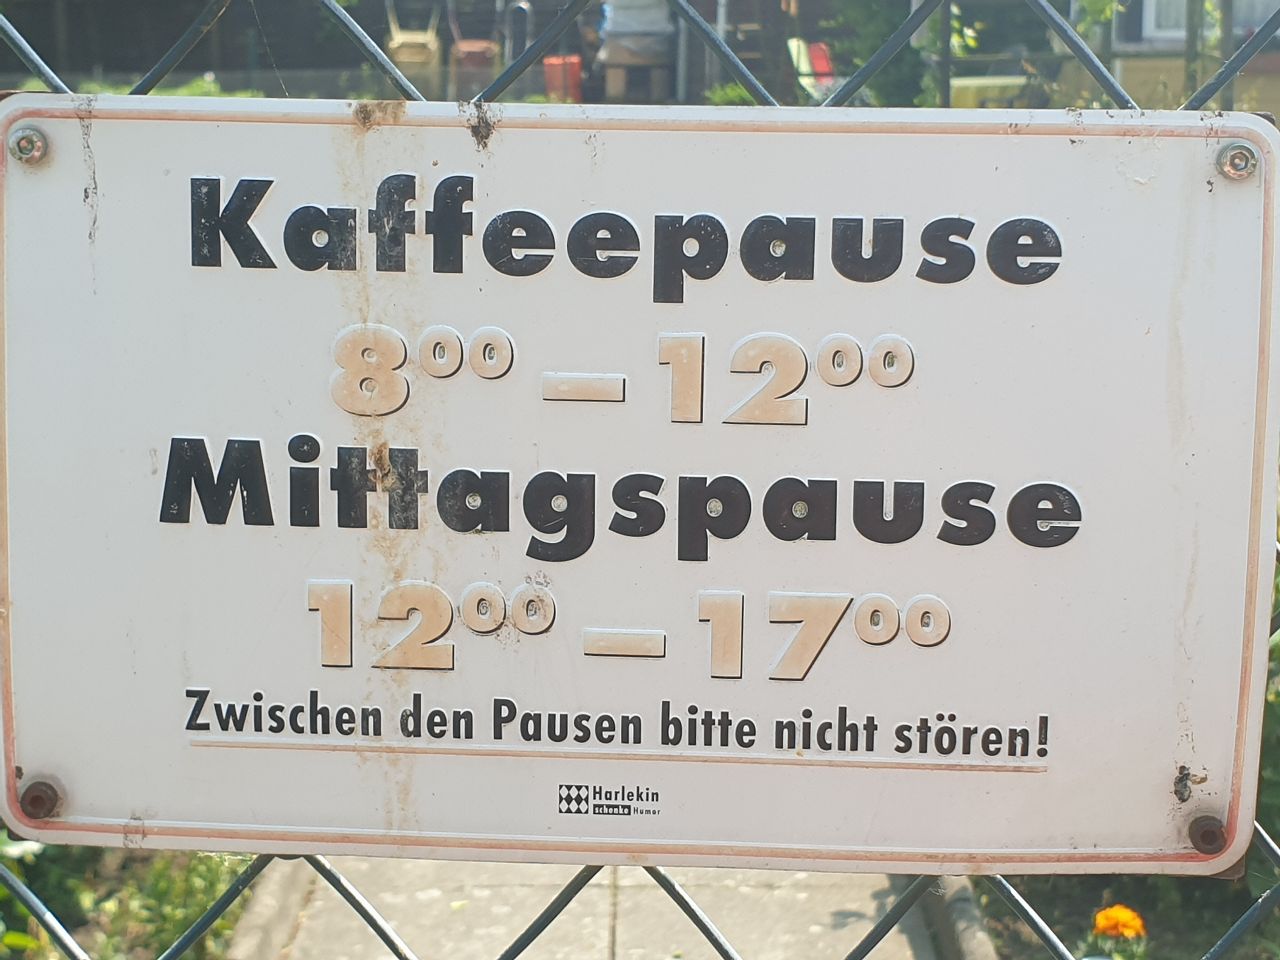 Kaffeepause
8⁰⁰ – 12⁰⁰
Mittagspause
12⁰⁰ – 17⁰⁰
Zwischen den Pausen bitte nicht stören!
Harlekin
schenke Humor